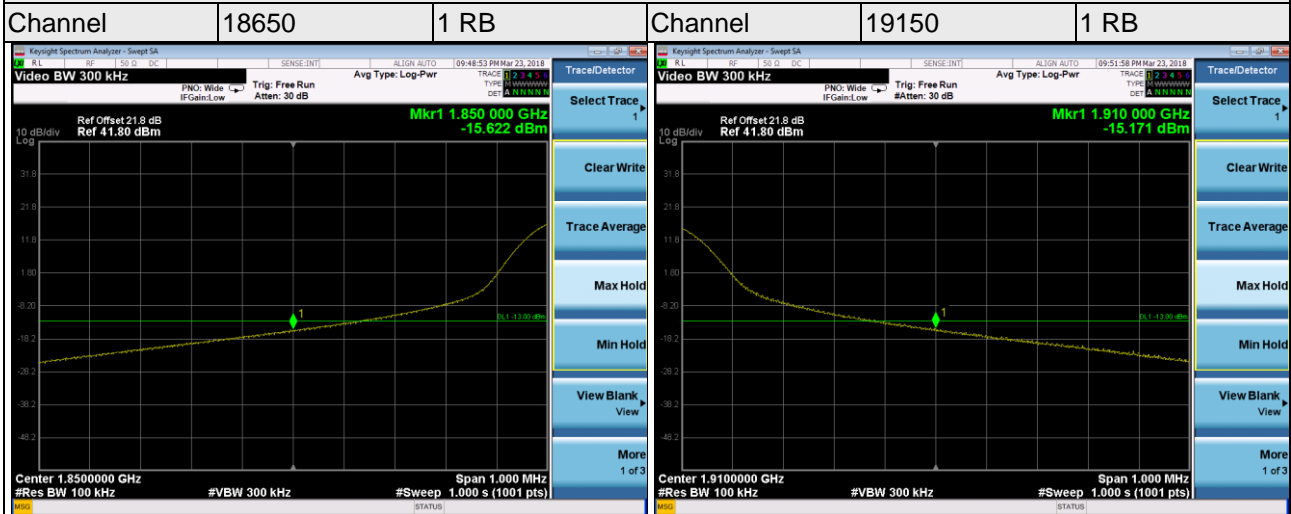 Channel 18650 1 RB Channel 19150 1 RB
Keysight Spectrum Analyzer - Swept SA
RL RF 50 Ω DC SENSE:INT ALIGN AUTO 09:48:53 PM Mar 23, 2018
Video BW 300 kHz
PNO: Wide
IFGain:Low
Trig: Free Run
Atten: 30 dB
Avg Type: Log-Pwr
TRACE 1 2 3 4 5 6
TYPE M WWWWW
DET A N N N N N
Ref Offset 21.8 dB
10 dB/div Ref 41.80 dBm
Log
Mkr1 1.850 000 GHz
-15.622 dBm
31.8
21.8
11.8
1.80
-8.20
-18.2
-28.2
-38.2
-48.2
1
DL1 -13.00 dBm
Center 1.8500000 GHz Span 1.000 MHz
#Res BW 100 kHz #VBW 300 kHz #Sweep 1.000 s (1001 pts)
MSG STATUS
Trace/Detector
Select Trace
1
Clear Write
Trace Average
Max Hold
Min Hold
View Blank
View
More
1 of 3
Keysight Spectrum Analyzer - Swept SA
RL RF 50 Ω DC SENSE:INT ALIGN AUTO 09:51:58 PM Mar 23, 2018
Video BW 300 kHz
PNO: Wide
IFGain:Low
Trig: Free Run
#Atten: 30 dB
Avg Type: Log-Pwr
TRACE 1 2 3 4 5 6
TYPE M WWWWW
DET A N N N N N
Ref Offset 21.8 dB
10 dB/div Ref 41.80 dBm
Log
Mkr1 1.910 000 GHz
-15.171 dBm
31.8
21.8
11.8
1.80
-8.20
-18.2
-28.2
-38.2
-48.2
1
DL1 -13.00 dBm
Center 1.9100000 GHz Span 1.000 MHz
#Res BW 100 kHz #VBW 300 kHz #Sweep 1.000 s (1001 pts)
MSG STATUS
Trace/Detector
Select Trace
1
Clear Write
Trace Average
Max Hold
Min Hold
View Blank
View
More
1 of 3